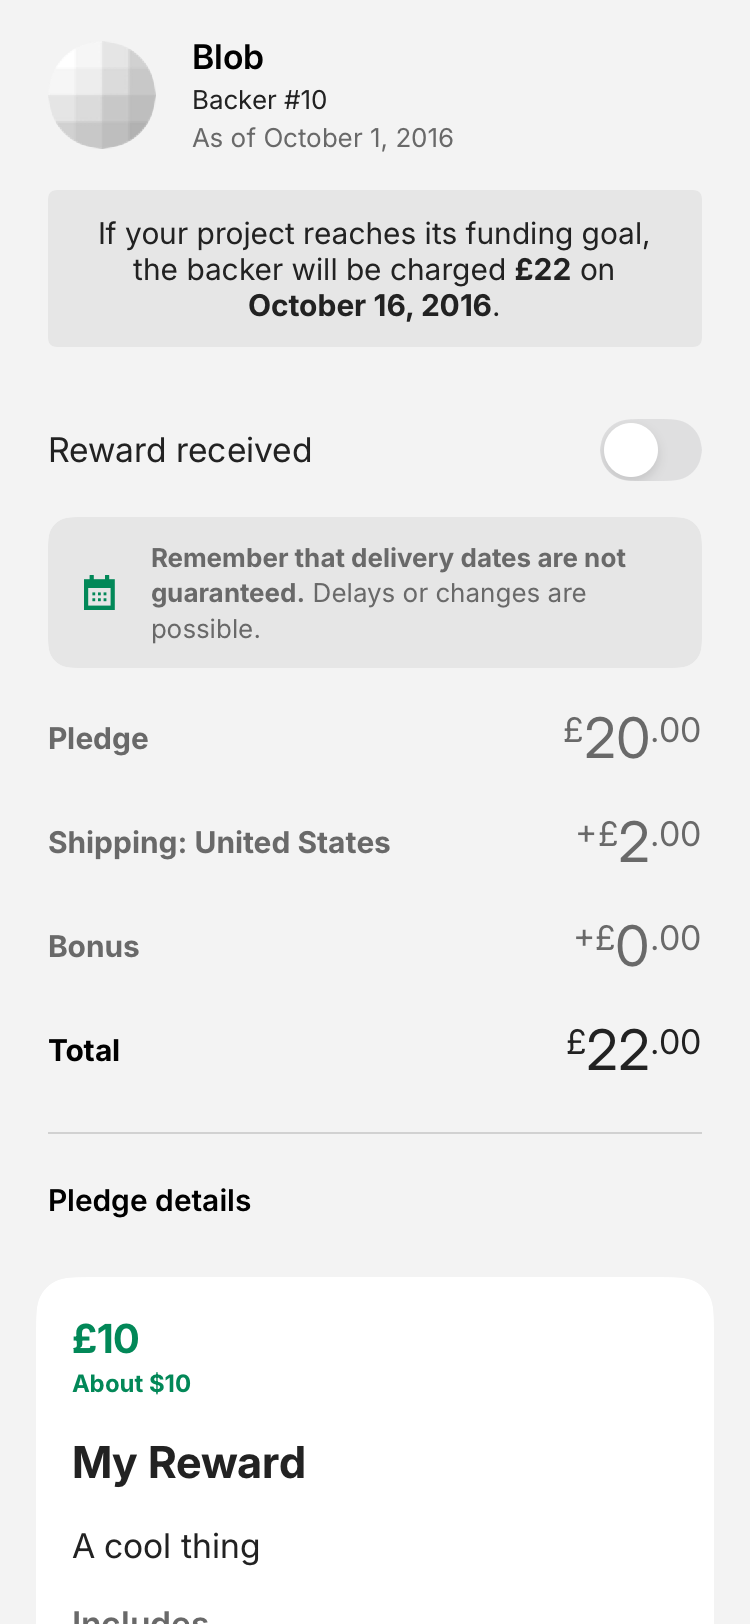 Blob
Backer #10
As of October 1, 2016
If your project reaches its funding goal,
the backer will be charged £22 on
October 16, 2016.
Reward received
Remember that delivery dates are not
guaranteed. Delays or changes are
possible.
Pledge £20.00
Shipping: United States +£2.00
Bonus +£0.00
Total £22.00
Pledge details
£10
About $10
My Reward
A cool thing
Includes